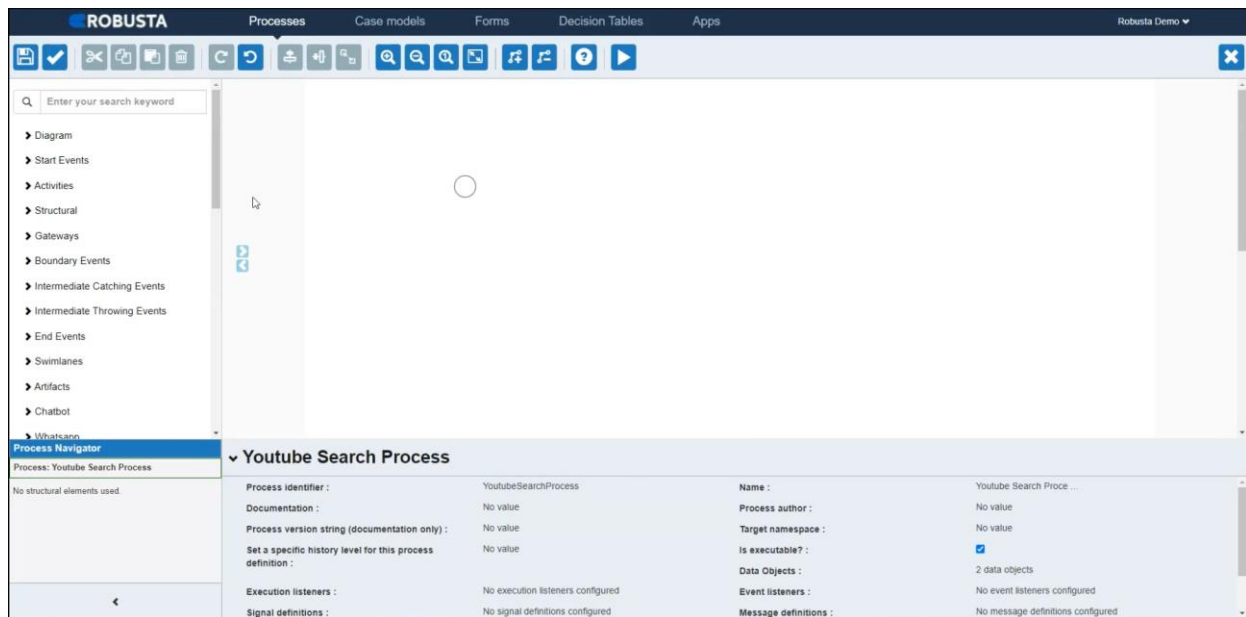 ROBUSTA Processes Case models Forms Decision Tables Apps Robusta Demo
Enter your search keyword
Diagram
Start Events
Activities
Structural
Gateways
Boundary Events
Intermediate Catching Events
Intermediate Throwing Events
End Events
Swimlanes
Artifacts
Chatbot
Whatsapp
Process Navigator
Process: Youtube Search Process
No structural elements used.
Youtube Search Process
Process identifier : YoutubeSearchProcess Name : Youtube Search Proce ...
Documentation : No value Process author : No value
Process version string (documentation only) : No value Target namespace : No value
Set a specific history level for this process No value Is executable? :
definition :
Data Objects : 2 data objects
Execution listeners : No execution listeners configured Event listeners : No event listeners configured
Signal definitions : No signal definitions configured Message definitions : No message definitions configured